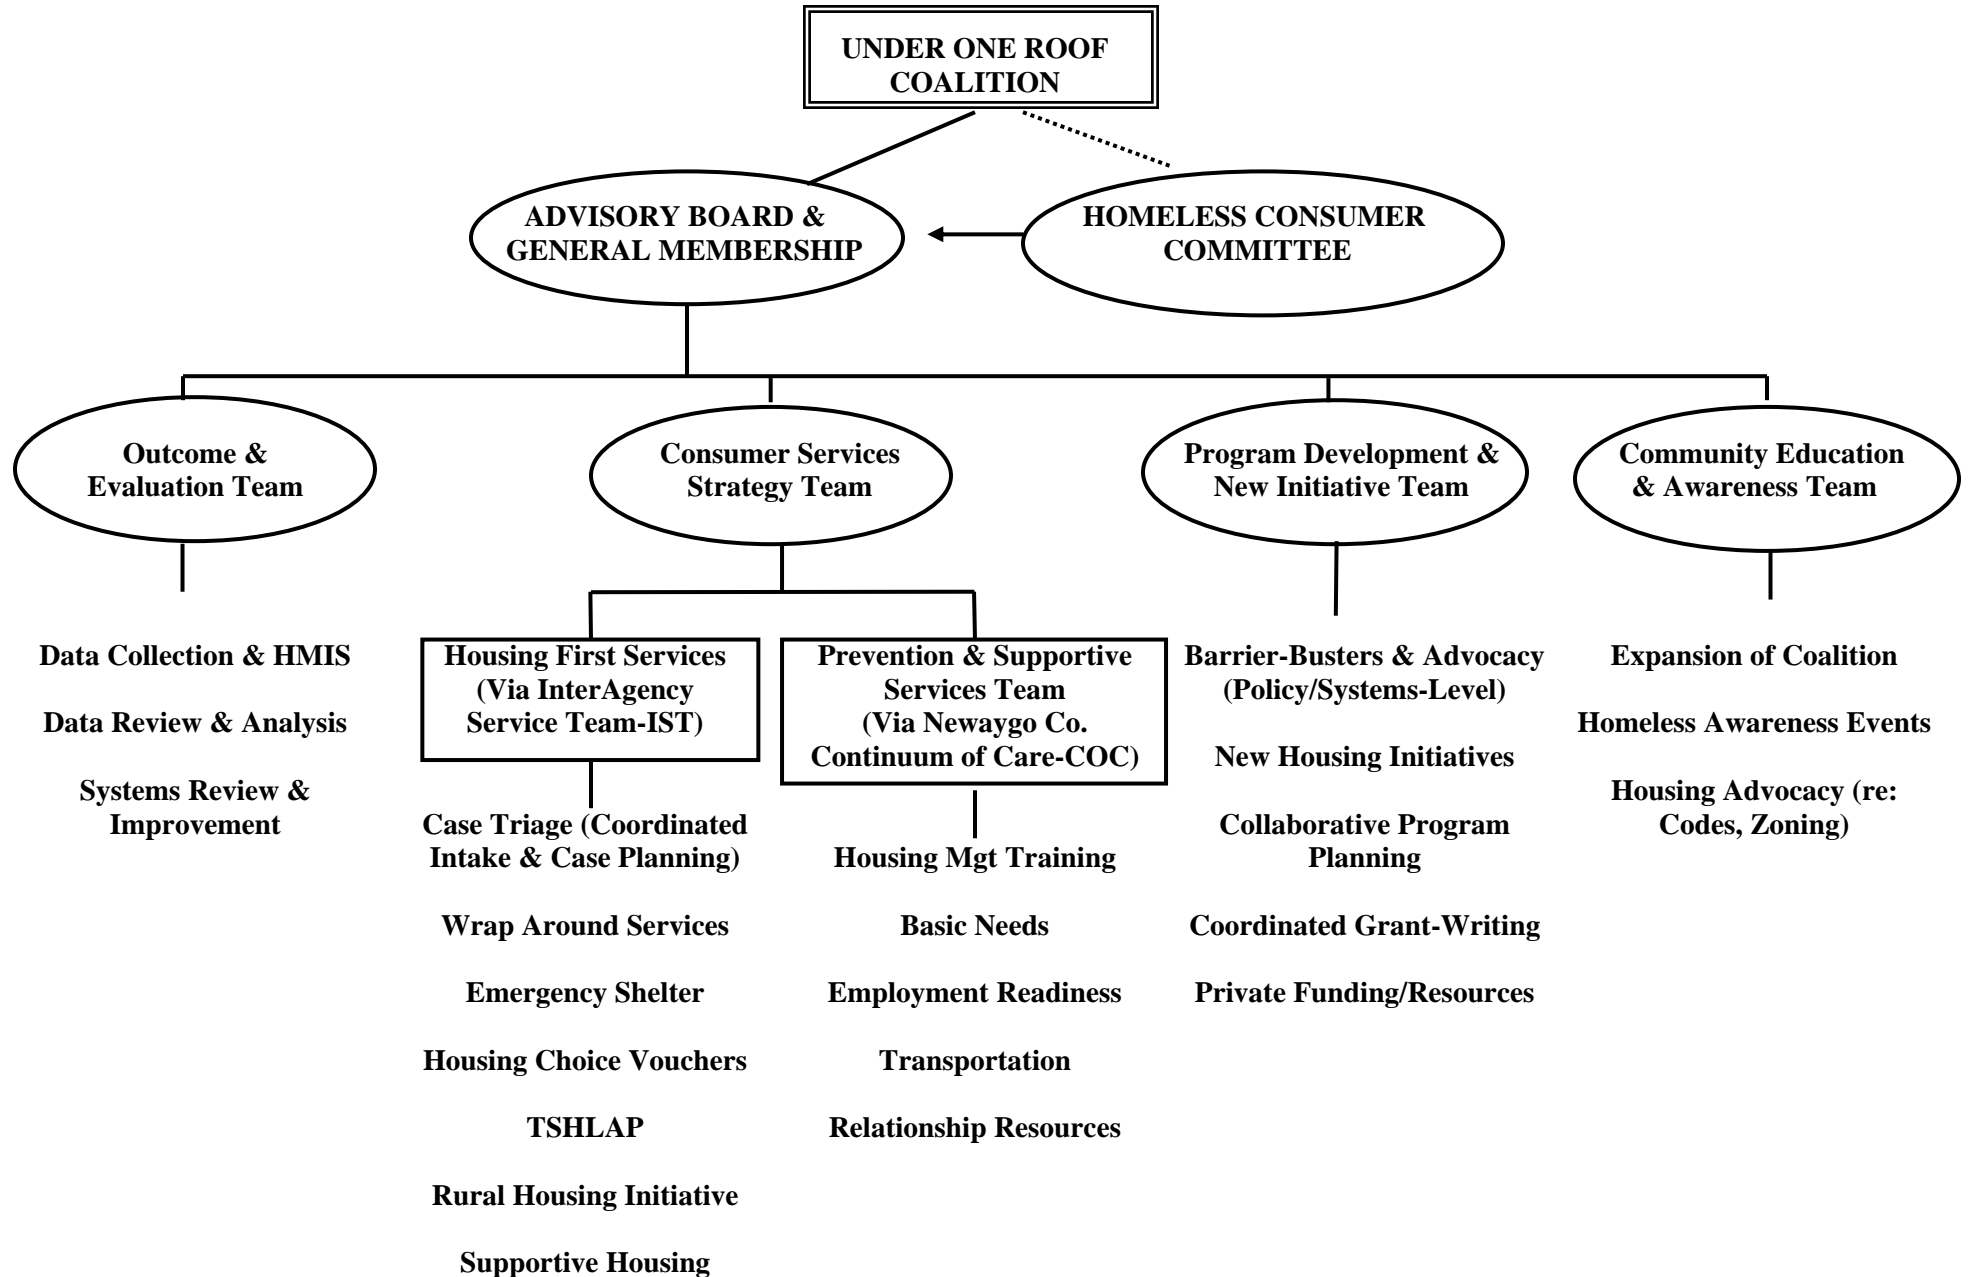 UNDER ONE ROOF
COALITION
ADVISORY BOARD &
GENERAL MEMBERSHIP
HOMELESS CONSUMER
COMMITTEE
Outcome &
Evaluation Team
Consumer Services
Strategy Team
Program Development &
New Initiative Team
Community Education
& Awareness Team
Data Collection & HMIS
Data Review & Analysis
Systems Review &
Improvement
Housing First Services
(Via InterAgency
Service Team-IST)
Case Triage (Coordinated
Intake & Case Planning)
Wrap Around Services
Emergency Shelter
Housing Choice Vouchers
TSHLAP
Rural Housing Initiative
Supportive Housing
Prevention & Supportive
Services Team
(Via Newaygo Co.
Continuum of Care-COC)
Housing Mgt Training
Basic Needs
Employment Readiness
Transportation
Relationship Resources
Barrier-Busters & Advocacy
(Policy/Systems-Level)
New Housing Initiatives
Collaborative Program
Planning
Coordinated Grant-Writing
Private Funding/Resources
Expansion of Coalition
Homeless Awareness Events
Housing Advocacy (re:
Codes, Zoning)